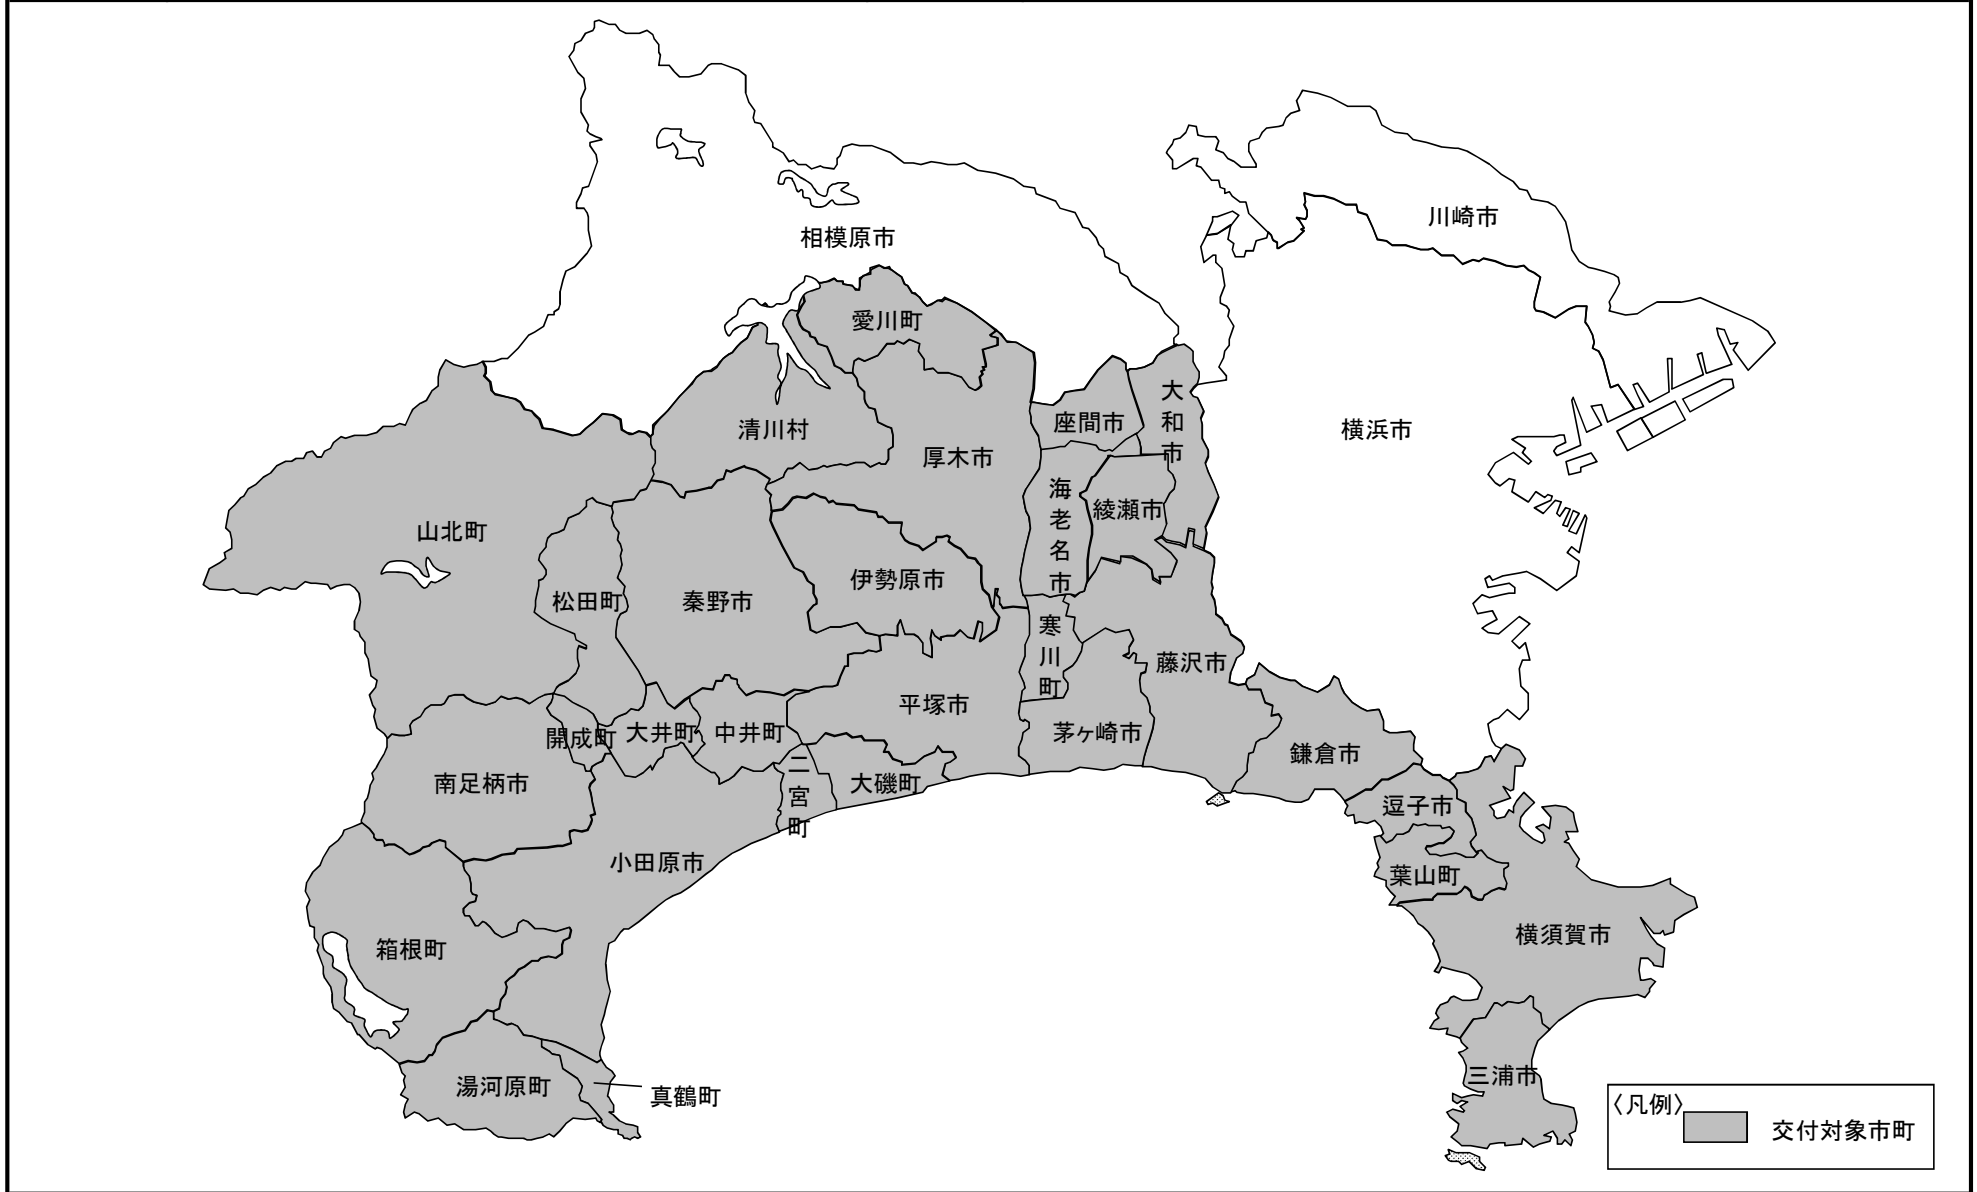 川崎市
相模原市
愛川町
大和市
座間市
清川村
横浜市
厚木市
海老名市
綾瀬市
山北町
伊勢原市
松田町
秦野市
寒川町
藤沢市
平塚市
開成町
大井町
中井町
茅ヶ崎市
鎌倉市
南足柄市
二宮町
大磯町
逗子市
小田原市
葉山町
箱根町
横須賀市
湯河原町
真鶴町
三浦市
〈凡例〉
交付対象市町